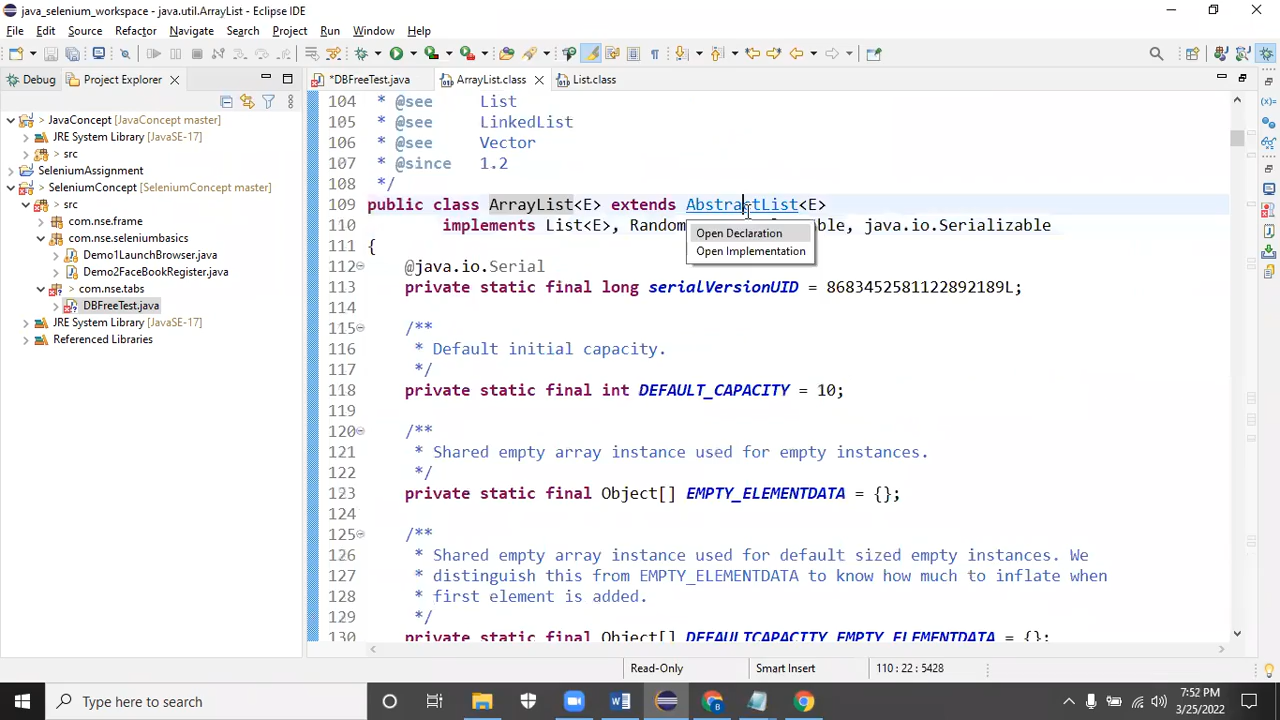 java_selenium_workspace - java.util.ArrayList - Eclipse IDE
File Edit Source Refactor Navigate Search Project Run Window Help
Debug
Project Explorer
*DBFreeTest.java
ArrayList.class
List.class
JavaConcept [JavaConcept master]
JRE System Library [JavaSE-17]
src
SeleniumAssignment
SeleniumConcept [SeleniumConcept master]
src
com.nse.frame
com.nse.seleniumbasics
Demo1LaunchBrowser.java
Demo2FaceBookRegister.java
com.nse.tabs
DBFreeTest.java
JRE System Library [JavaSE-17]
Referenced Libraries
104 * @see List
105 * @see LinkedList
106 * @see Vector
107 * @since 1.2
108 */
109 public class ArrayList<E> extends AbstractList<E>
110 implements List<E>, Random able, java.io.Serializable
Open Declaration
Open Implementation
111 {
112 @java.io.Serial
113 private static final long serialVersionUID = 8683452581122892189L;
114
115 /**
116 * Default initial capacity.
117 */
118 private static final int DEFAULT_CAPACITY = 10;
119
120 /**
121 * Shared empty array instance used for empty instances.
122 */
123 private static final Object[] EMPTY_ELEMENTDATA = {};
124
125 /**
126 * Shared empty array instance used for default sized empty instances. We
127 * distinguish this from EMPTY_ELEMENTDATA to know how much to inflate when
128 * first element is added.
129 */
130 private static final Object[] DEFAULTCAPACITY_EMPTY_ELEMENTDATA = {};
Read-Only
Smart Insert
110 : 22 : 5428
Type here to search
7:52 PM
3/25/2022